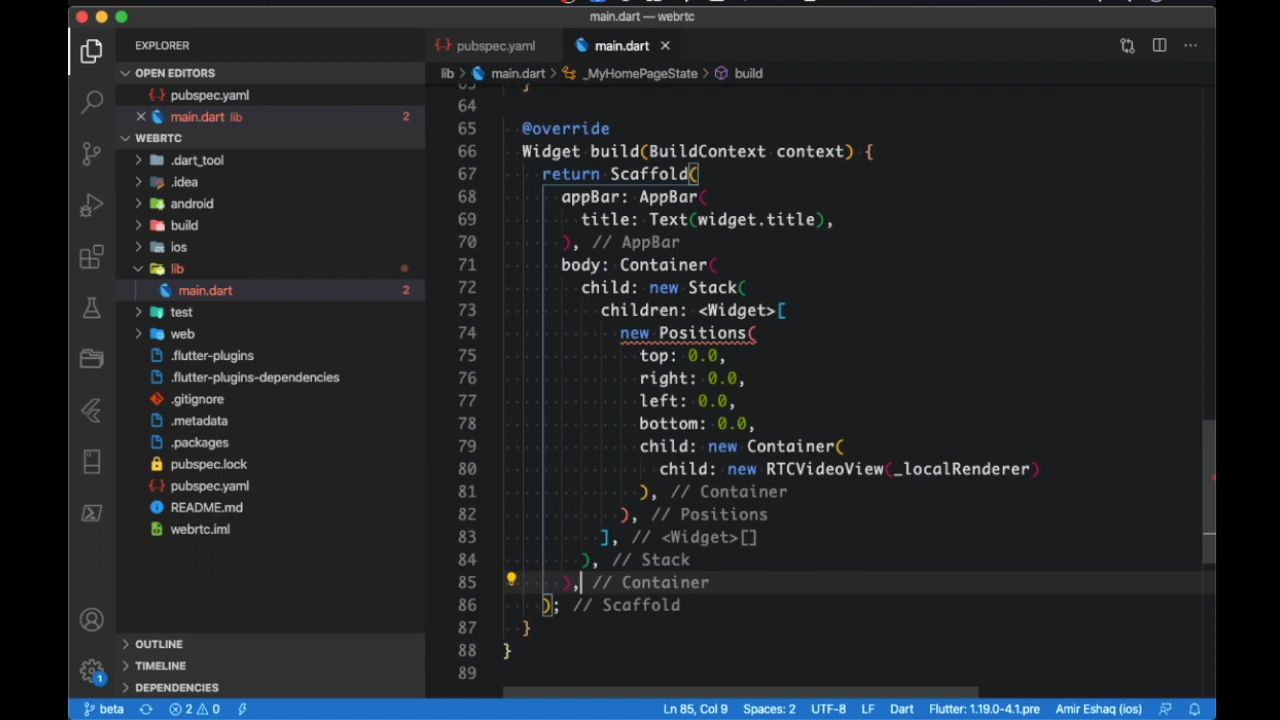 main.dart — webrtc
EXPLORER
OPEN EDITORS
pubspec.yaml
main.dart lib 2
WEBRTC
.dart_tool
.idea
android
build
ios
lib
main.dart 2
test
web
.flutter-plugins
.flutter-plugins-dependencies
.gitignore
.metadata
.packages
pubspec.lock
pubspec.yaml
README.md
webrtc.iml
OUTLINE
TIMELINE
DEPENDENCIES
1
pubspec.yaml main.dart
lib > main.dart > _MyHomePageState > build
63 }
64
65 @override
66 Widget build(BuildContext context) {
67 return Scaffold(
68 appBar: AppBar(
69 title: Text(widget.title),
70 ), // AppBar
71 body: Container(
72 child: new Stack(
73 children: <Widget>[
74 new Positions(
75 top: 0.0,
76 right: 0.0,
77 left: 0.0,
78 bottom: 0.0,
79 child: new Container(
80 child: new RTCVideoView(_localRenderer)
81 ), // Container
82 ), // Positions
83 ], // <Widget>[]
84 ), // Stack
85 ), // Container
86 ); // Scaffold
87 }
88 }
89
beta 2 0 Ln 85, Col 9 Spaces: 2 UTF-8 LF Dart Flutter: 1.19.0-4.1.pre Amir Eshaq (ios)